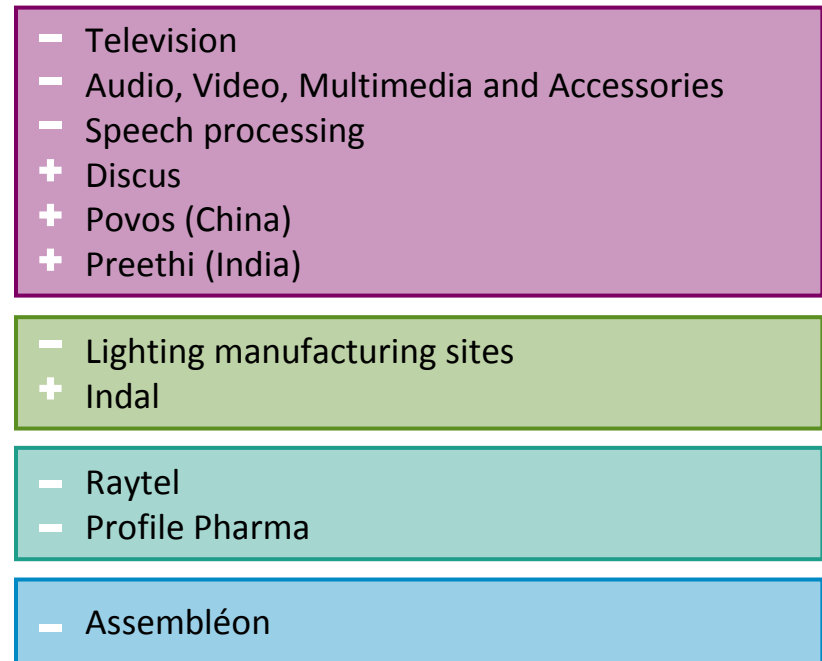 - Television
- Audio, Video, Multimedia and Accessories
- Speech processing
+ Discus
+ Povos (China)
+ Preethi (India)
- Lighting manufacturing sites
+ Indal
- Raytel
- Profile Pharma
- Assembléon